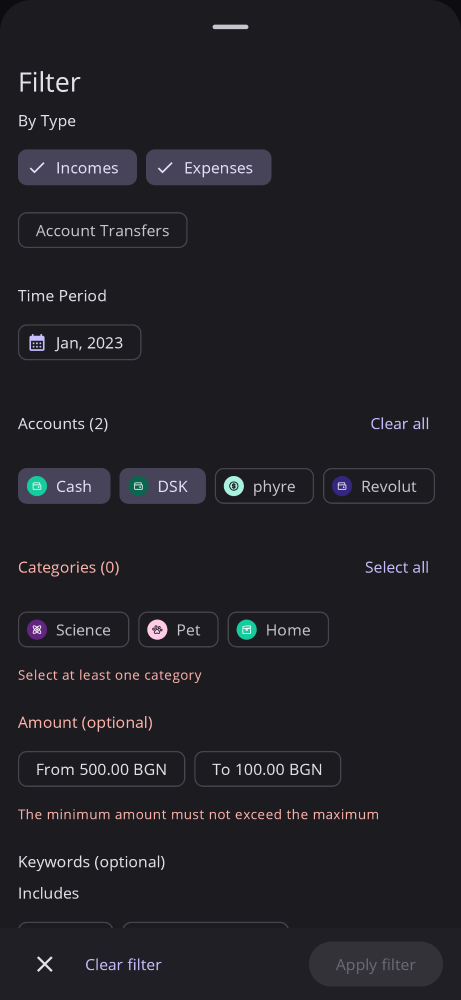 Filter
By Type
Incomes Expenses
Account Transfers
Time Period
Jan, 2023
Accounts (2) Clear all
Cash DSK phyre Revolut
Categories (0) Select all
Science Pet Home
Select at least one category
Amount (optional)
From 500.00 BGN To 100.00 BGN
The minimum amount must not exceed the maximum
Keywords (optional)
Includes
Clear filter Apply filter